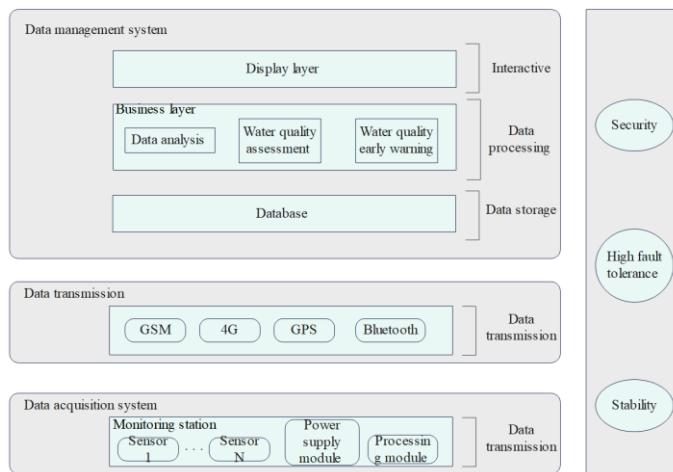 Data management system
Display layer
Interactive
Business layer
Data analysis
Water quality
assessment
Water quality
early warning
Data
processing
Database
Data storage
Data transmission
GSM
4G
GPS
Bluetooth
Data
transmission
Data acquisition system
Monitoring station
Sensor
1
. . .
Sensor
N
Power
supply
module
Processin
g module
Data
transmission
Security
High fault
tolerance
Stability